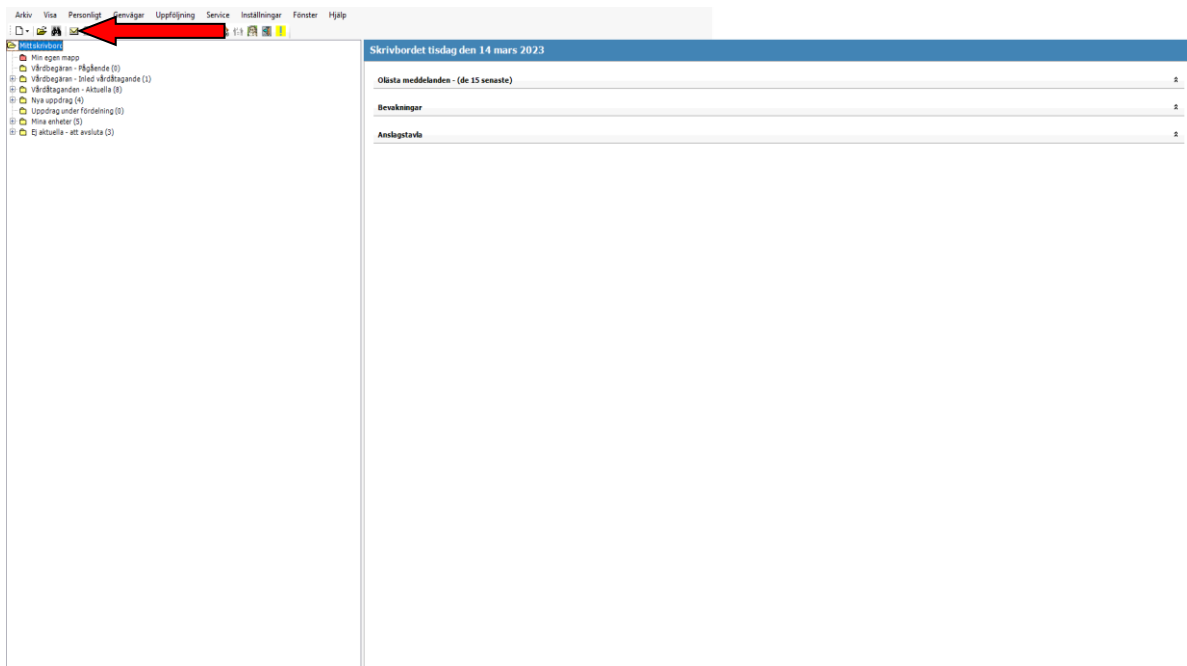 Arkiv Visa Personligt Genvägar Uppföljning Service Inställningar Fönster Hjälp
Mitt skrivbord
Min egen mapp
Vårdbegäran - Pågående (0)
Vårdbegäran - Inled vårdåtagande (1)
Vårdåtaganden - Aktuella (8)
Nya uppdrag (4)
Uppdrag under fördelning (0)
Mina enheter (5)
Ej aktuella - att avsluta (3)
Skrivbordet tisdag den 14 mars 2023
Olästa meddelanden - (de 15 senaste)
Bevakningar
Anslagstavla